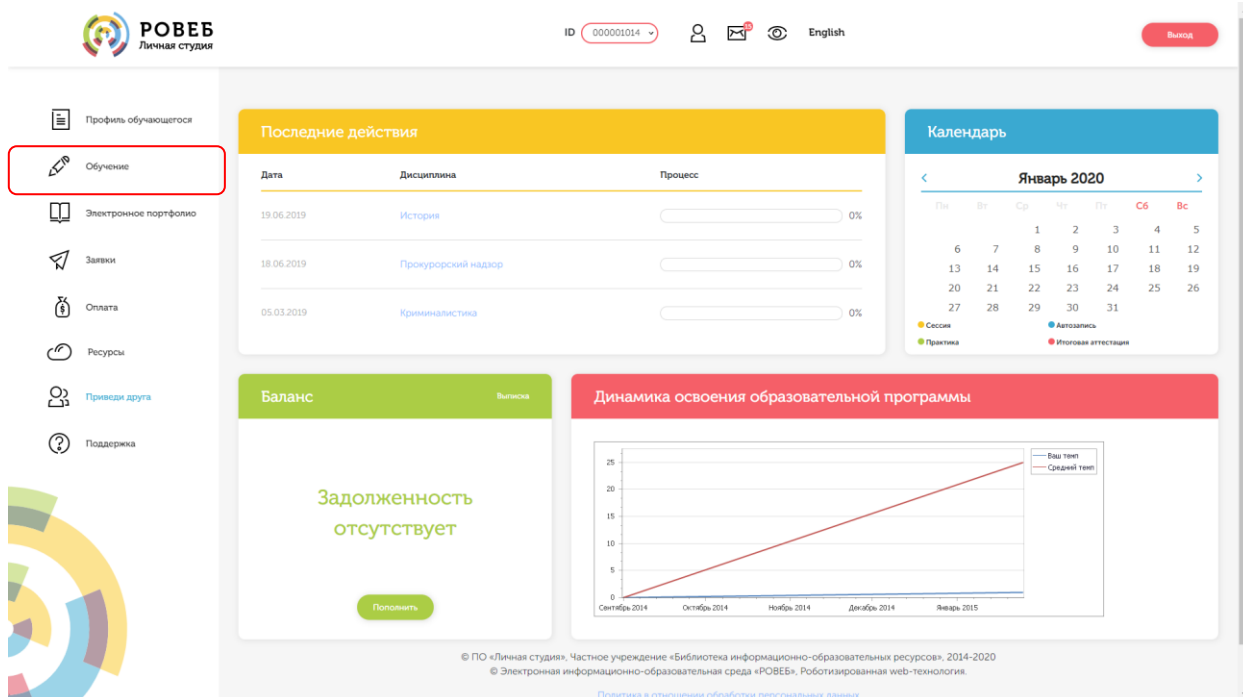 РОВЕБ
Личная студия
ID 000001014
15
English
Выход
Профиль обучающегося
Обучение
Электронное портфолио
Заявки
Оплата
Ресурсы
Приведи друга
Поддержка
Последние действия
Дата Дисциплина Процесс
19.06.2019 История 0%
18.06.2019 Прокурорский надзор 0%
05.03.2019 Криминалистика 0%
Календарь
< Январь 2020 >
Пн Вт Ср Чт Пт Сб Вс
1 2 3 4 5
6 7 8 9 10 11 12
13 14 15 16 17 18 19
20 21 22 23 24 25 26
27 28 29 30 31
Сессия Автозапись
Практика Итоговая аттестация
Баланс Выписка
Задолженность
отсутствует
Пополнить
Динамика освоения образовательной программы
25
20
15
10
5
0
Сентябрь 2014 Октябрь 2014 Ноябрь 2014 Декабрь 2014 Январь 2015
Ваш темп
Средний темп
© ПО «Личная студия», Частное учреждение «Библиотека информационно-образовательных ресурсов», 2014-2020
© Электронная информационно-образовательная среда «РОВЕБ», Роботизированная web-технология.
Политика в отношении обработки персональных данных